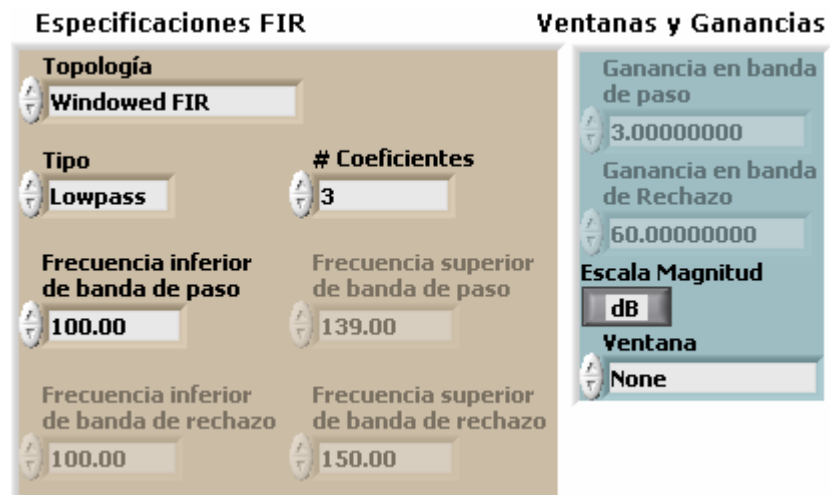 Especificaciones FIR
Topología
Windowed FIR
Tipo
Lowpass
# Coeficientes
3
Frecuencia inferior
de banda de paso
100.00
Frecuencia superior
de banda de paso
139.00
Frecuencia inferior
de banda de rechazo
100.00
Frecuencia superior
de banda de rechazo
150.00
Ventanas y Ganancias
Ganancia en banda
de paso
3.00000000
Ganancia en banda
de Rechazo
60.00000000
Escala Magnitud
dB
Ventana
None